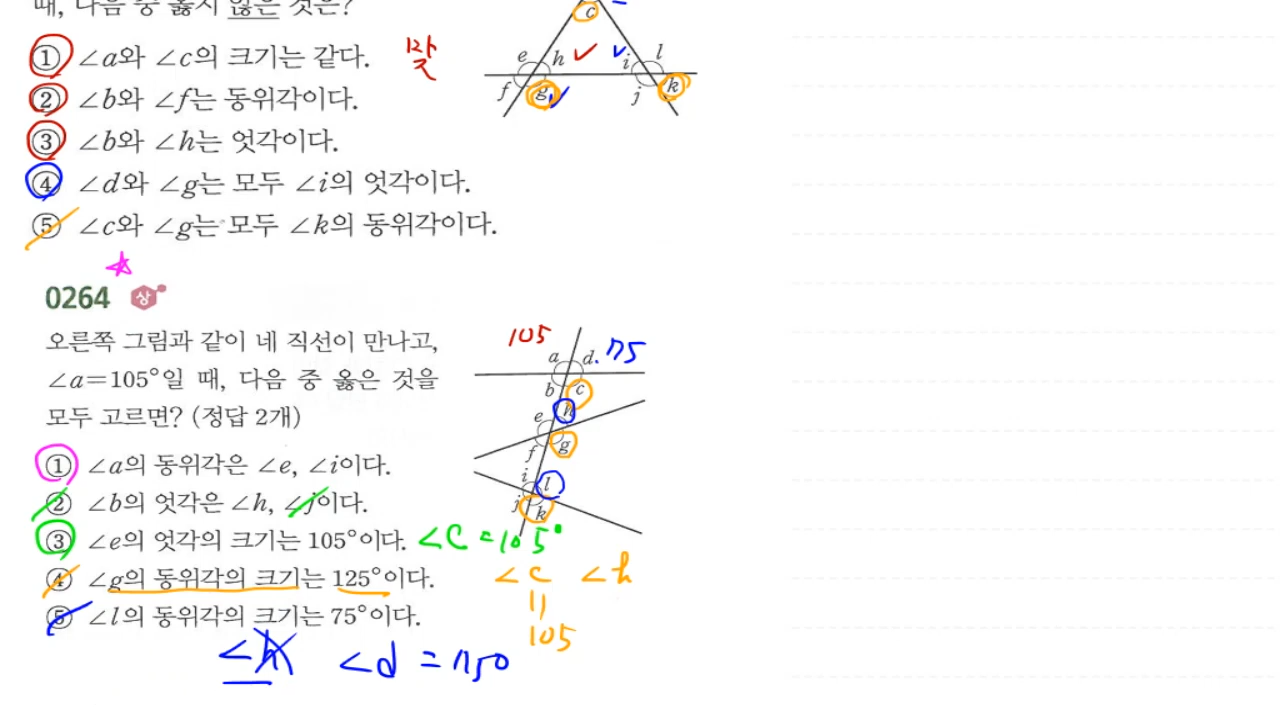 때, 다음 중 옳지 않은 것은?
① ∠a와 ∠c의 크기는 같다.
② ∠b와 ∠f는 동위각이다.
③ ∠b와 ∠h는 엇각이다.
④ ∠d와 ∠g는 모두 ∠i의 엇각이다.
⑤ ∠c와 ∠g는 모두 ∠k의 동위각이다.
c
e h i l
f g j k
0264 상
오른쪽 그림과 같이 네 직선이 만나고,
∠a=105°일 때, 다음 중 옳은 것을
모두 고르면? (정답 2개)
① ∠a의 동위각은 ∠e, ∠i이다.
② ∠b의 엇각은 ∠h, ∠j이다.
③ ∠e의 엇각의 크기는 105°이다.
④ ∠g의 동위각의 크기는 125°이다.
⑤ ∠l의 동위각의 크기는 75°이다.
105
a d 75
b c
h
e
g
f
i l
j k
∠C = 105°
∠c ∠h
105
∠h ∠d = 75°